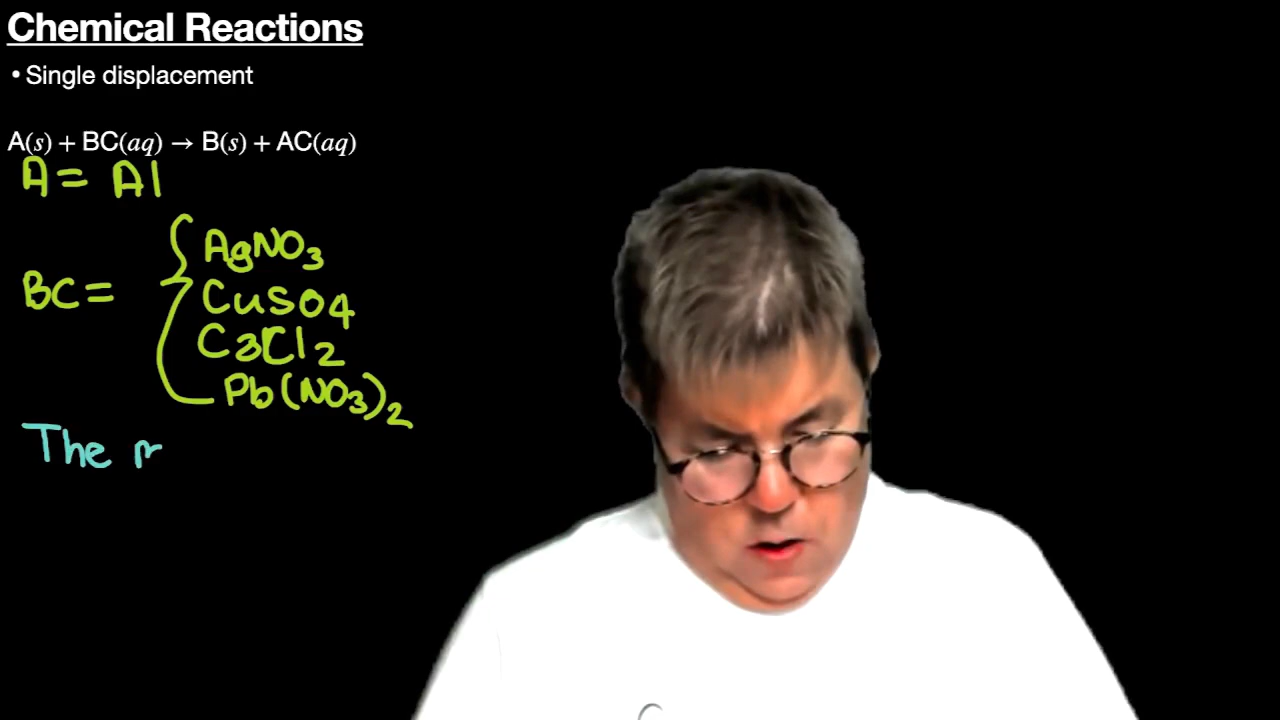 Chemical Reactions
• Single displacement
A(s) + BC(aq) → B(s) + AC(aq)
A = Al
BC =
AgNO3
CuSO4
CaCl2
Pb(NO3)2
The